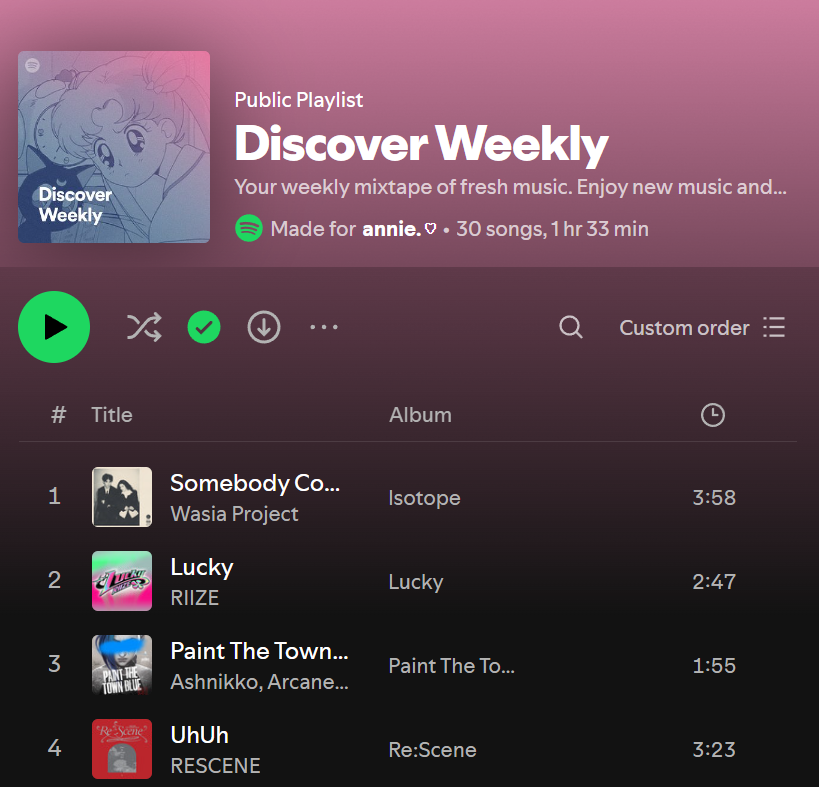 Discover
Weekly
Public Playlist
Discover Weekly
Your weekly mixtape of fresh music. Enjoy new music and...
Made for annie.♡ • 30 songs, 1 hr 33 min
Custom order
# Title Album
1 Somebody Co... Isotope 3:58
Wasia Project
2 Lucky Lucky 2:47
RIIZE
3 Paint The Town... Paint The To... 1:55
Ashnikko, Arcane...
PAINT THE
TOWN BLUE
4 UhUh Re:Scene 3:23
RESCENE
Re:Scene